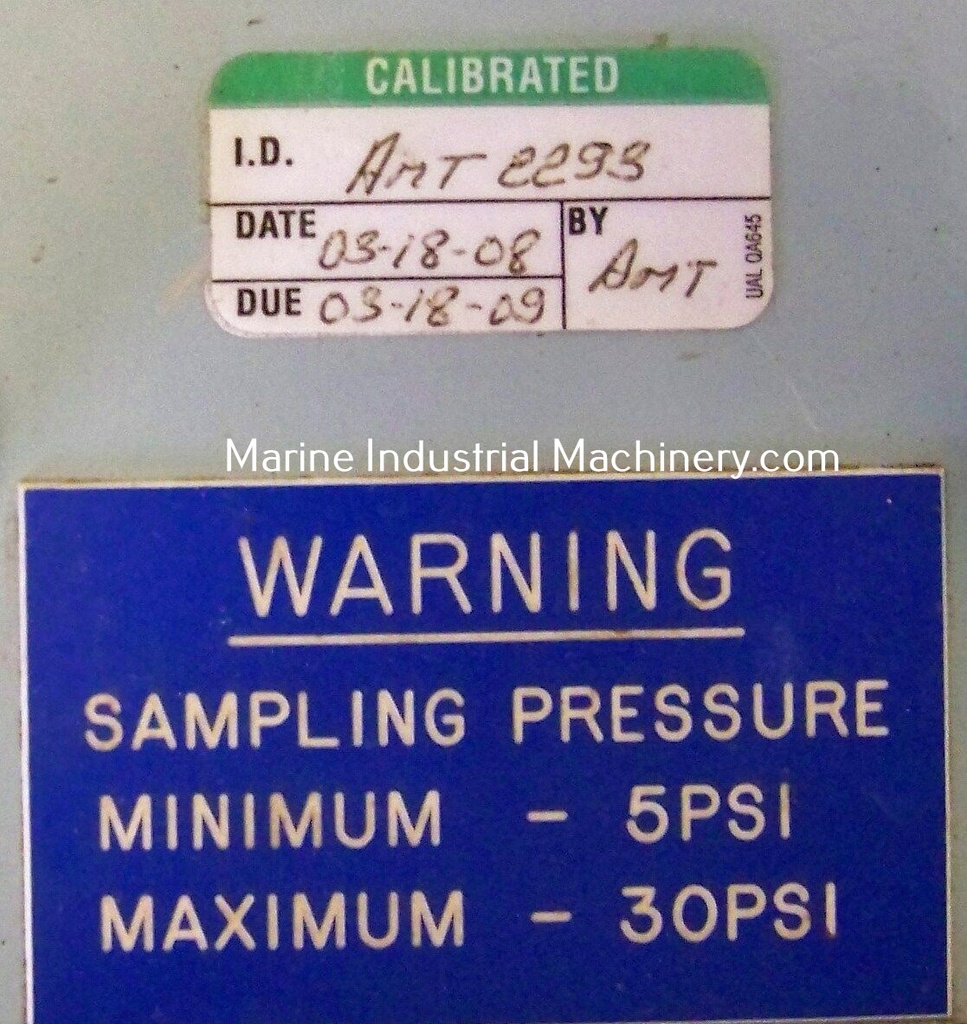 CALIBRATED
I.D. AMT 2293
DATE 03-18-08
BY AMT
DUE 03-18-09
UAL QA645
Marine Industrial Machinery.com
WARNING
SAMPLING PRESSURE
MINIMUM - 5PSI
MAXIMUM - 30PSI